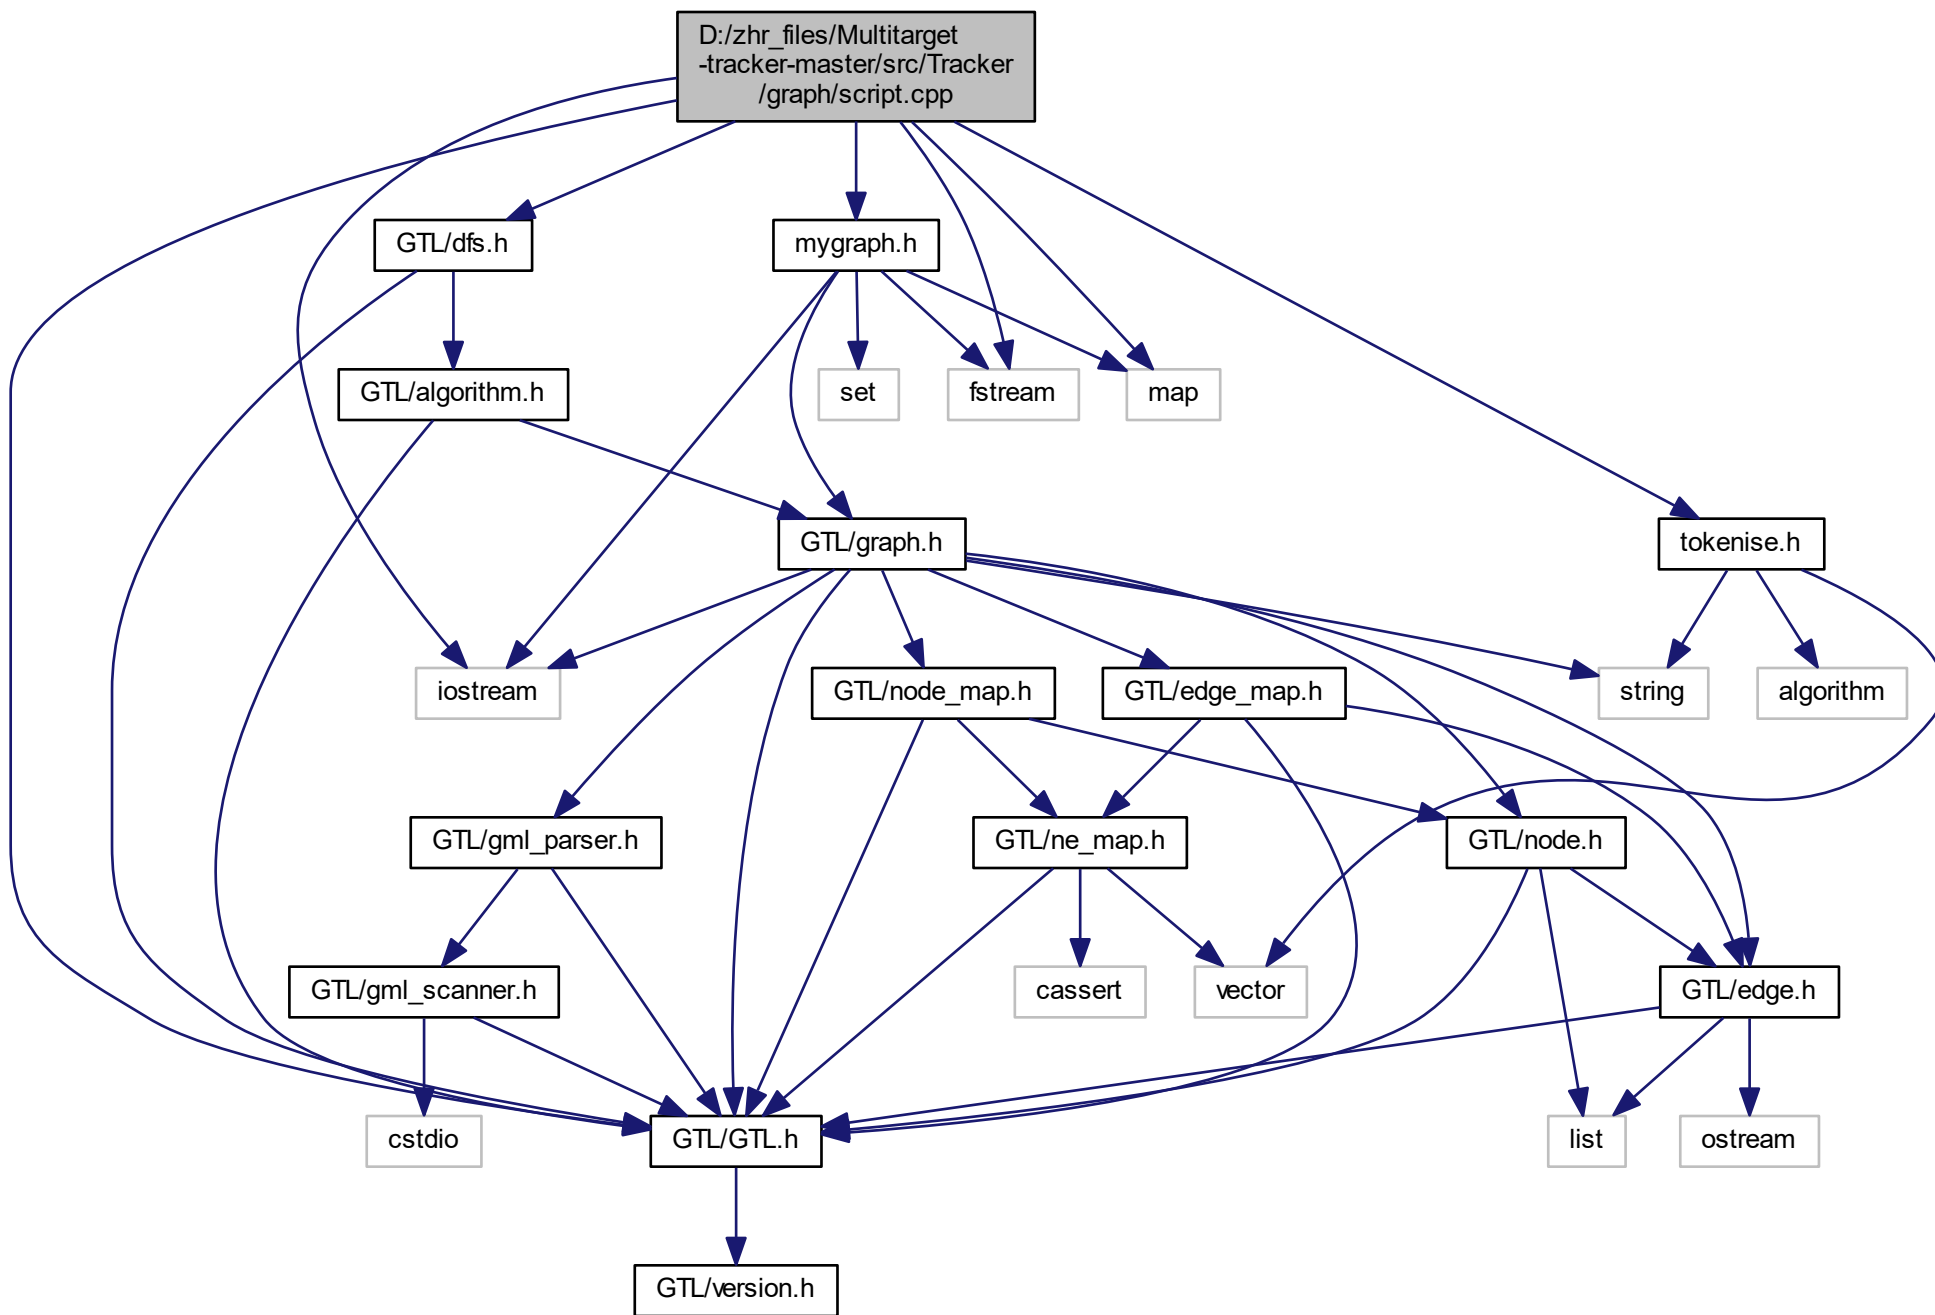 D:/zhr_files/Multitarget
-tracker-master/src/Tracker
/graph/script.cpp
GTL/dfs.h
mygraph.h
GTL/algorithm.h
set
fstream
map
GTL/graph.h
tokenise.h
iostream
GTL/node_map.h
GTL/edge_map.h
string
algorithm
GTL/gml_parser.h
GTL/ne_map.h
GTL/node.h
GTL/gml_scanner.h
cassert
vector
GTL/edge.h
cstdio
GTL/GTL.h
list
ostream
GTL/version.h